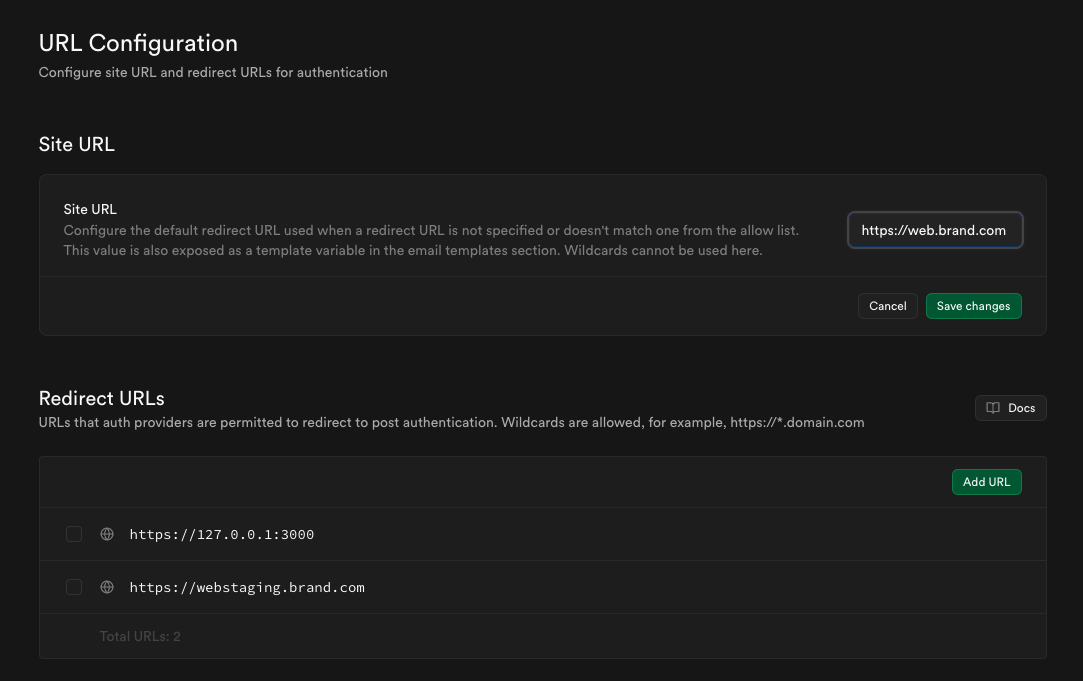 URL Configuration
Configure site URL and redirect URLs for authentication
Site URL
Site URL
Configure the default redirect URL used when a redirect URL is not specified or doesn't match one from the allow list.
This value is also exposed as a template variable in the email templates section. Wildcards cannot be used here.
https://web.brand.com
Cancel
Save changes
Redirect URLs
URLs that auth providers are permitted to redirect to post authentication. Wildcards are allowed, for example, https://*.domain.com
Docs
Add URL
https://127.0.0.1:3000
https://webstaging.brand.com
Total URLs: 2